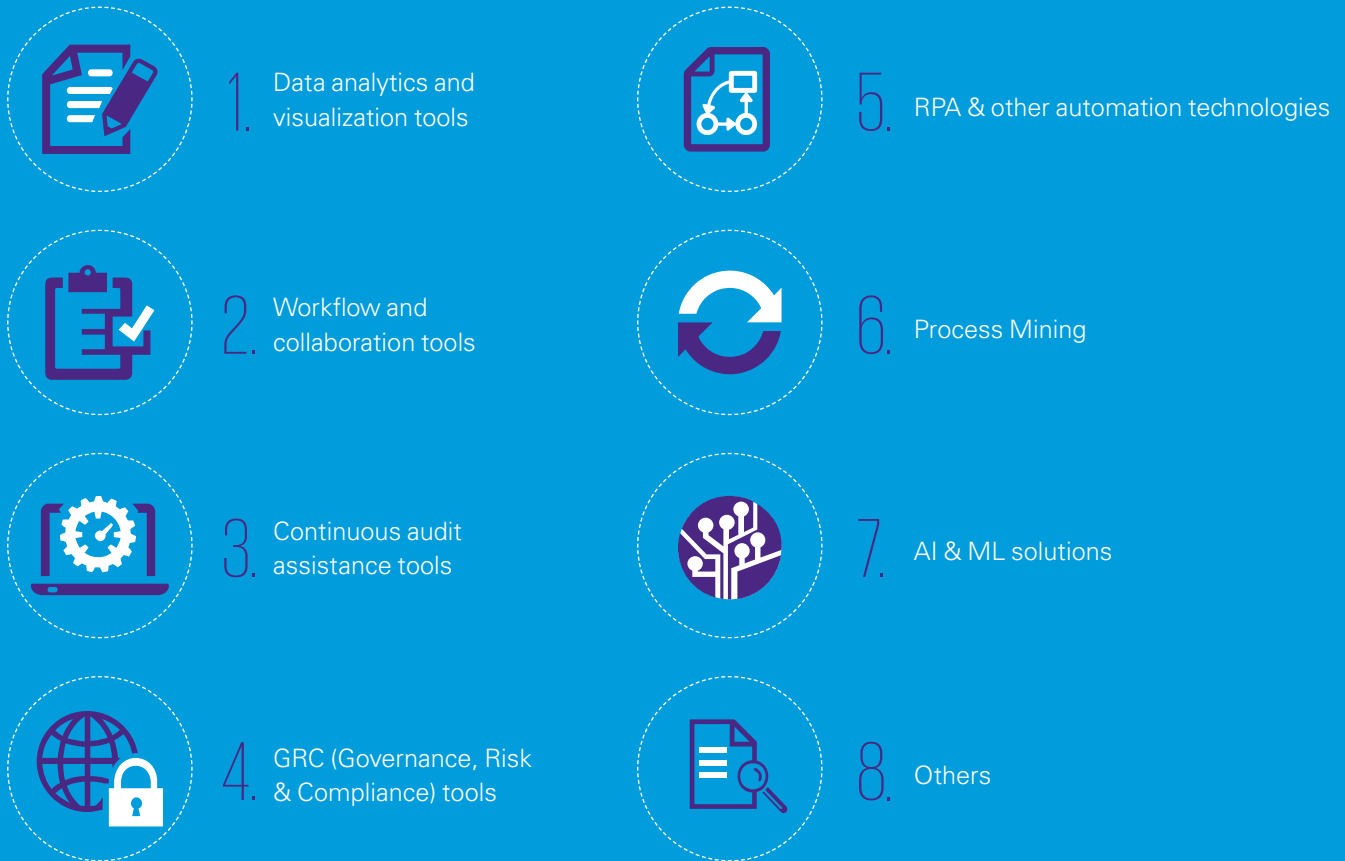 1. Data analytics and
visualization tools
2. Workflow and
collaboration tools
3. Continuous audit
assistance tools
4. GRC (Governance, Risk
& Compliance) tools
5. RPA & other automation technologies
6. Process Mining
7. AI & ML solutions
8. Others